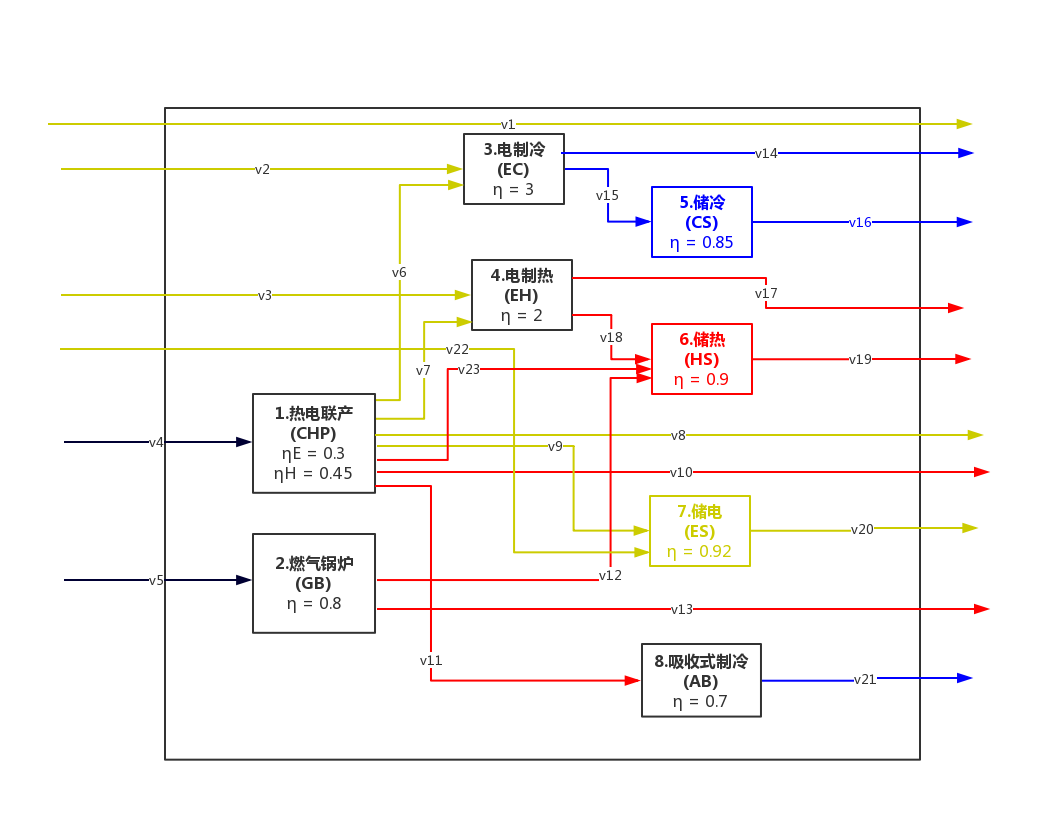 v1
3.电制冷
(EC)
η = 3
v14
v2
v15
5.储冷
(CS)
η = 0.85
v16
v6
4.电制热
(EH)
η = 2
v3
v17
v18
6.储热
(HS)
η = 0.9
v19
v22
v7
v23
1.热电联产
(CHP)
ηE = 0.3
ηH = 0.45
v4
v8
v9
v10
7.储电
(ES)
η = 0.92
v20
2.燃气锅炉
(GB)
η = 0.8
v5
v12
v13
v11
8.吸收式制冷
(AB)
η = 0.7
v21